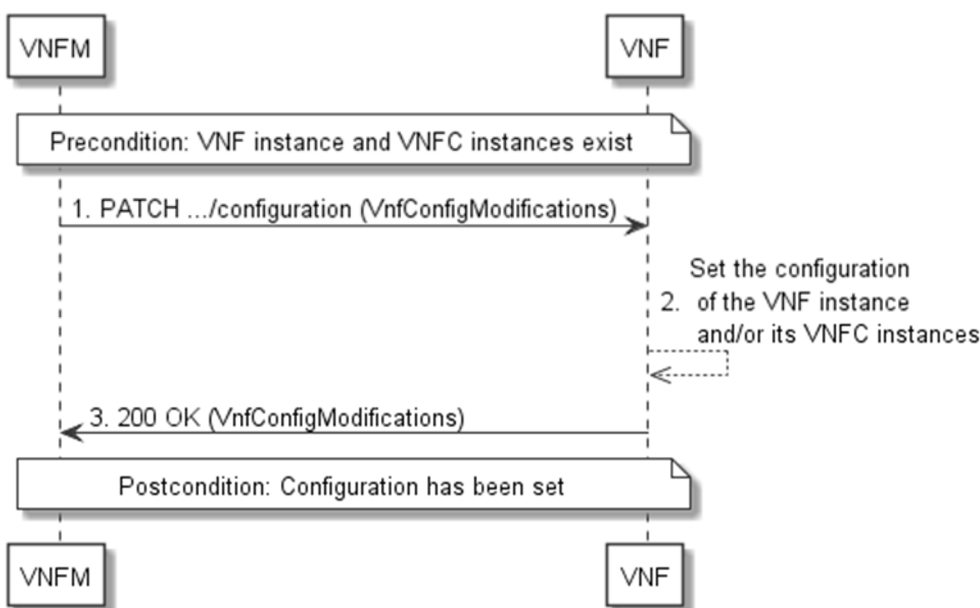 VNFM
VNF
Precondition: VNF instance and VNFC instances exist
1. PATCH .../configuration (VnfConfigModifications)
Set the configuration
2. of the VNF instance
and/or its VNFC instances
3. 200 OK (VnfConfigModifications)
Postcondition: Configuration has been set
VNFM
VNF